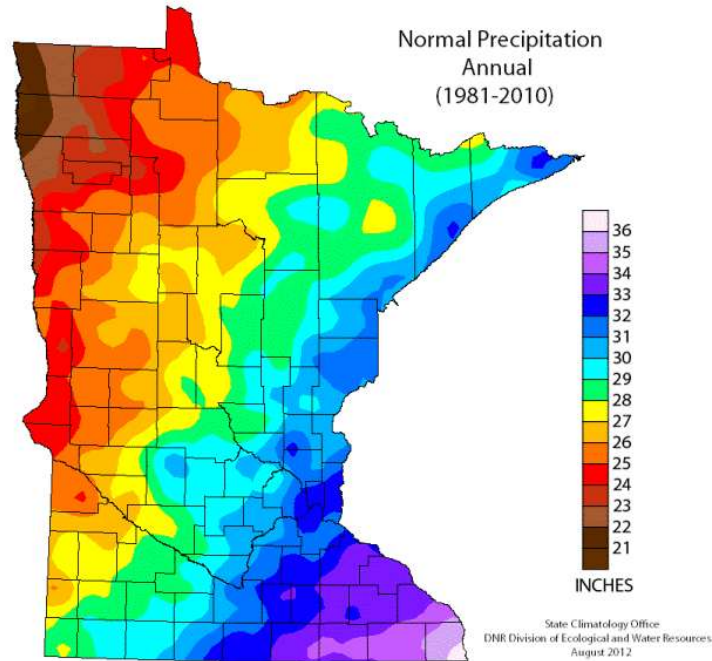 Normal Precipitation
Annual
(1981-2010)
36
35
34
33
32
31
30
29
28
27
26
25
24
23
22
21
INCHES
State Climatology Office
DNR Division of Ecological and Water Resources
August 2012